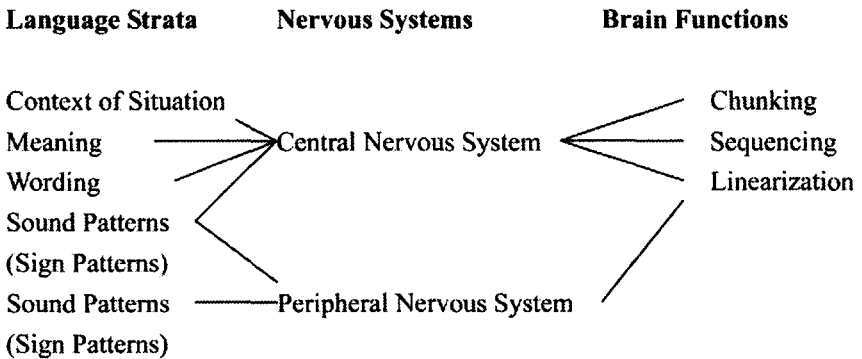 Language Strata Nervous Systems Brain Functions
Context of Situation Chunking
Meaning Central Nervous System Sequencing
Wording Linearization
Sound Patterns
(Sign Patterns)
Sound Patterns Peripheral Nervous System
(Sign Patterns)